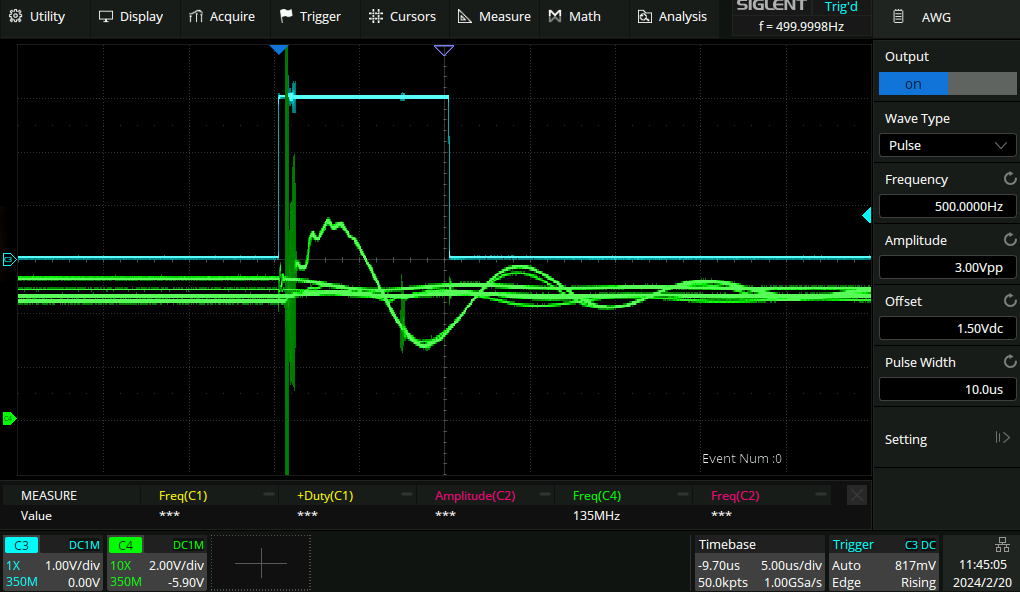 Utility Display Acquire Trigger Cursors Measure Math Analysis
SIGLENT Trig'd
f = 499.9998Hz
AWG
Output
on
Wave Type
Pulse
Frequency
500.0000Hz
Amplitude
3.00Vpp
Offset
1.50Vdc
Pulse Width
10.0us
Setting
C3
Event Num :0
MEASURE Freq(C1) +Duty(C1) Amplitude(C2) Freq(C4) Freq(C2)
Value *** *** *** 135MHz ***
C3 DC1M
1X 1.00V/div
350M 0.00V
C4 DC1M
10X 2.00V/div
350M -5.90V
Timebase
-9.70us 5.00us/div
50.0kpts 1.00GSa/s
Trigger C3 DC
Auto 817mV
Edge Rising
11:45:05
2024/2/20